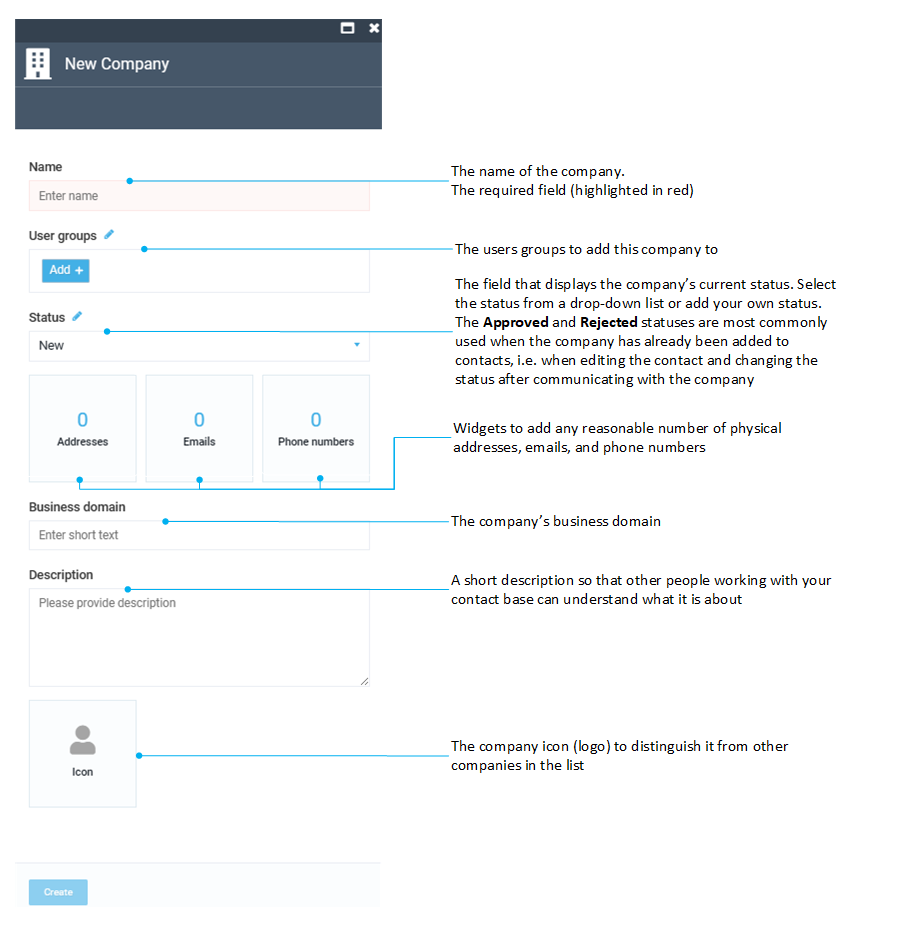 New Company
Name
Enter name
The name of the company.
The required field (highlighted in red)
User groups
Add +
The users groups to add this company to
Status
New
The field that displays the company's current status. Select
the status from a drop-down list or add your own status.
The Approved and Rejected statuses are most commonly
used when the company has already been added to
contacts, i.e. when editing the contact and changing the
status after communicating with the company
0
Addresses
0
Emails
0
Phone numbers
Widgets to add any reasonable number of physical
addresses, emails, and phone numbers
Business domain
Enter short text
The company's business domain
Description
Please provide description
A short description so that other people working with your
contact base can understand what it is about
Icon
The company icon (logo) to distinguish it from other
companies in the list
Create